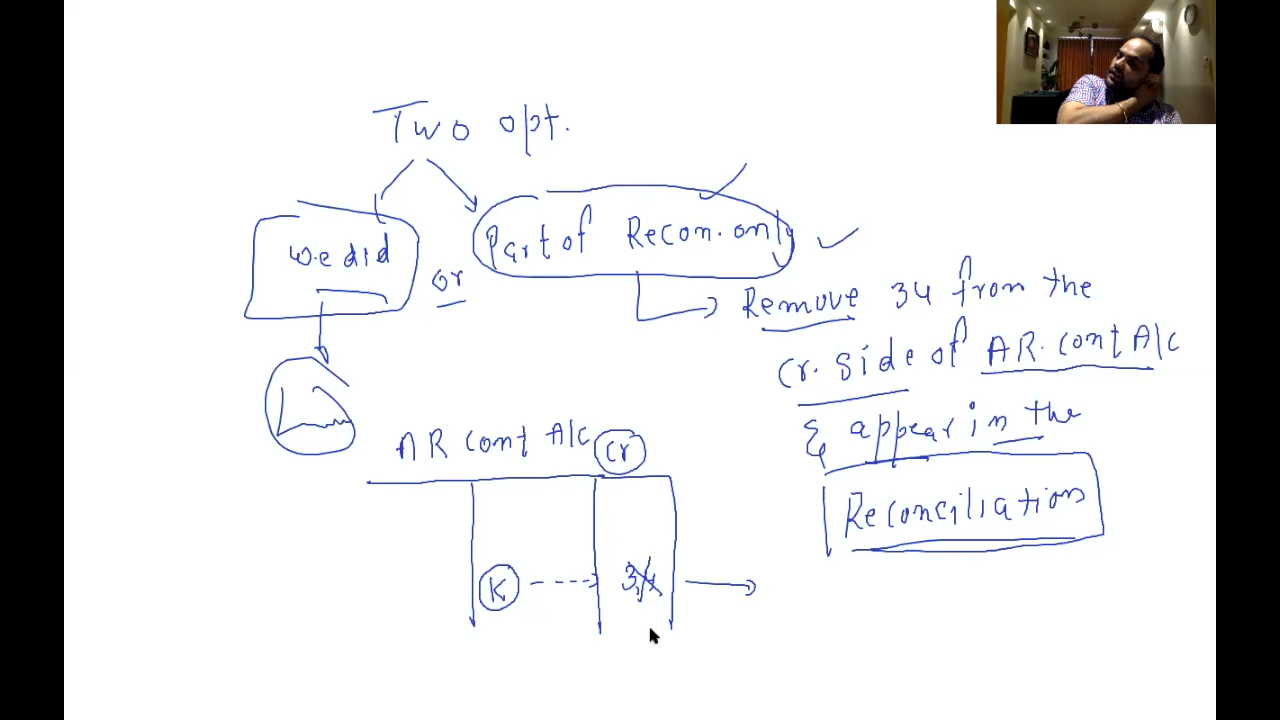 Two opt.
we did
or
Part of Recon. only
Remove 34 from the
Cr. side of AR. cont A/c
& appear in the
Reconciliation
AR cont A/c Cr
K 34